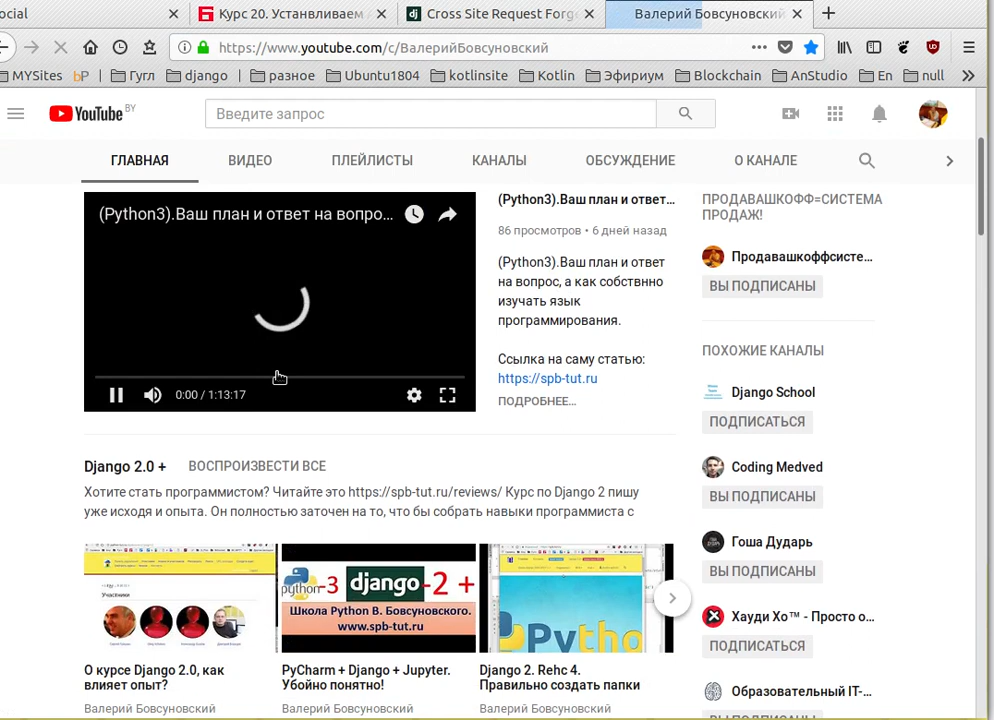 ocial
Курс 20. Устанвливаем
Cross Site Request Forge
Валерий Бовсуновский
https://www.youtube.com/c/ВалерийБовсуновский
MYSites
bP
Гугл
django
разное
Ubuntu1804
kotlinsite
Kotlin
Эфириум
Blockchain
AnStudio
En
null
YouTube BY
Введите запрос
ГЛАВНАЯ
ВИДЕО
ПЛЕЙЛИСТЫ
КАНАЛЫ
ОБСУЖДЕНИЕ
О КАНАЛЕ
(Python3).Ваш план и ответ на вопро...
0:00 / 1:13:17
(Python3).Ваш план и ответ...
86 просмотров • 6 дней назад
(Python3).Ваш план и ответ
на вопрос, а как собствнно
изучать язык
программирования.
Ссылка на саму статью:
https://spb-tut.ru
ПОДРОБНЕЕ...
ПРОДАВАШКОФФ=СИСТЕМА
ПРОДАЖ!
Продавашкоффсисте...
ВЫ ПОДПИСАНЫ
ПОХОЖИЕ КАНАЛЫ
Django School
ПОДПИСАТЬСЯ
Coding Medved
ВЫ ПОДПИСАНЫ
Гоша Дударь
ВЫ ПОДПИСАНЫ
Хауди Хо™ - Просто о...
ПОДПИСАТЬСЯ
Образовательный IT-...
Django 2.0 +
ВОСПРОИЗВЕСТИ ВСЕ
Хотите стать программистом? Читайте это https://spb-tut.ru/reviews/ Курс по Django 2 пишу
уже исходя и опыта. Он полностью заточен на то, что бы собрать навыки программиста с
Участники
python-3 django-2 +
Школа Python В. Бовсуновского.
www.spb-tut.ru
Pytho
О курсе Django 2.0, как
влияет опыт?
Валерий Бовсуновский
PyCharm + Django + Jupyter.
Убойно понятно!
Валерий Бовсуновский
Django 2. Rehc 4.
Правильно создать папки
Валерий Бовсуновский